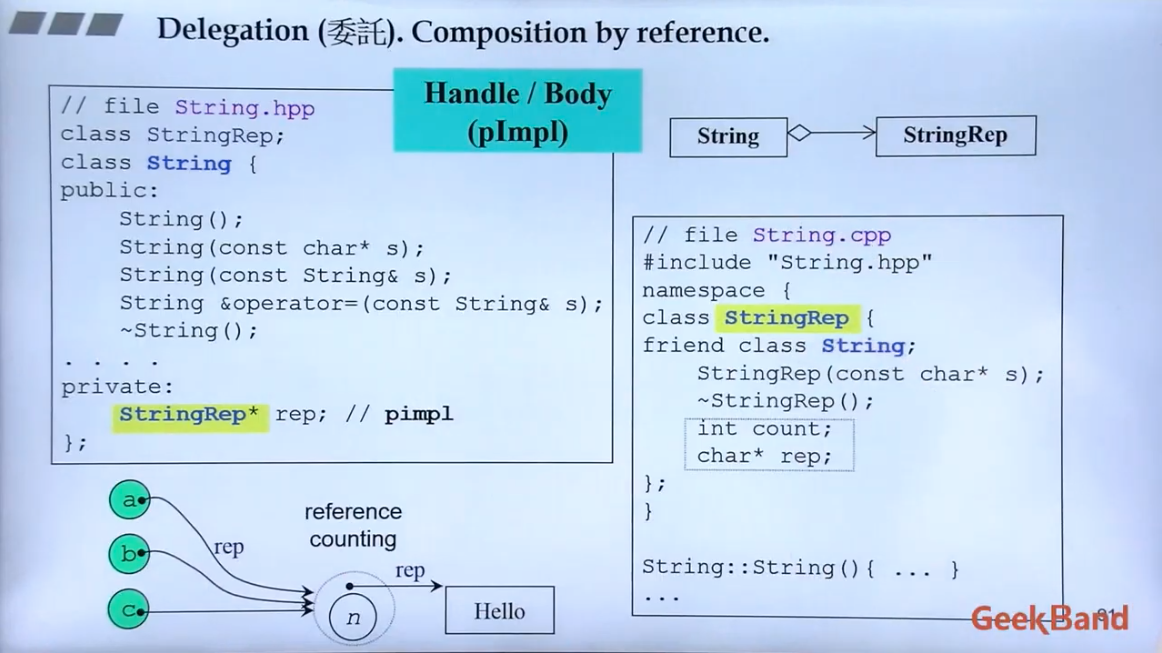 Delegation (委託). Composition by reference.
Handle / Body
(pImpl)
// file String.hpp
class StringRep;
class String {
public:
String();
String(const char* s);
String(const String& s);
String &operator=(const String& s);
~String();
. . . .
private:
StringRep* rep; // pimpl
};
String
StringRep
// file String.cpp
#include "String.hpp"
namespace {
class StringRep {
friend class String;
StringRep(const char* s);
~StringRep();
int count;
char* rep;
};
}
String::String(){ ... }
...
a
b
c
rep
reference
counting
n
rep
Hello
GeekBand